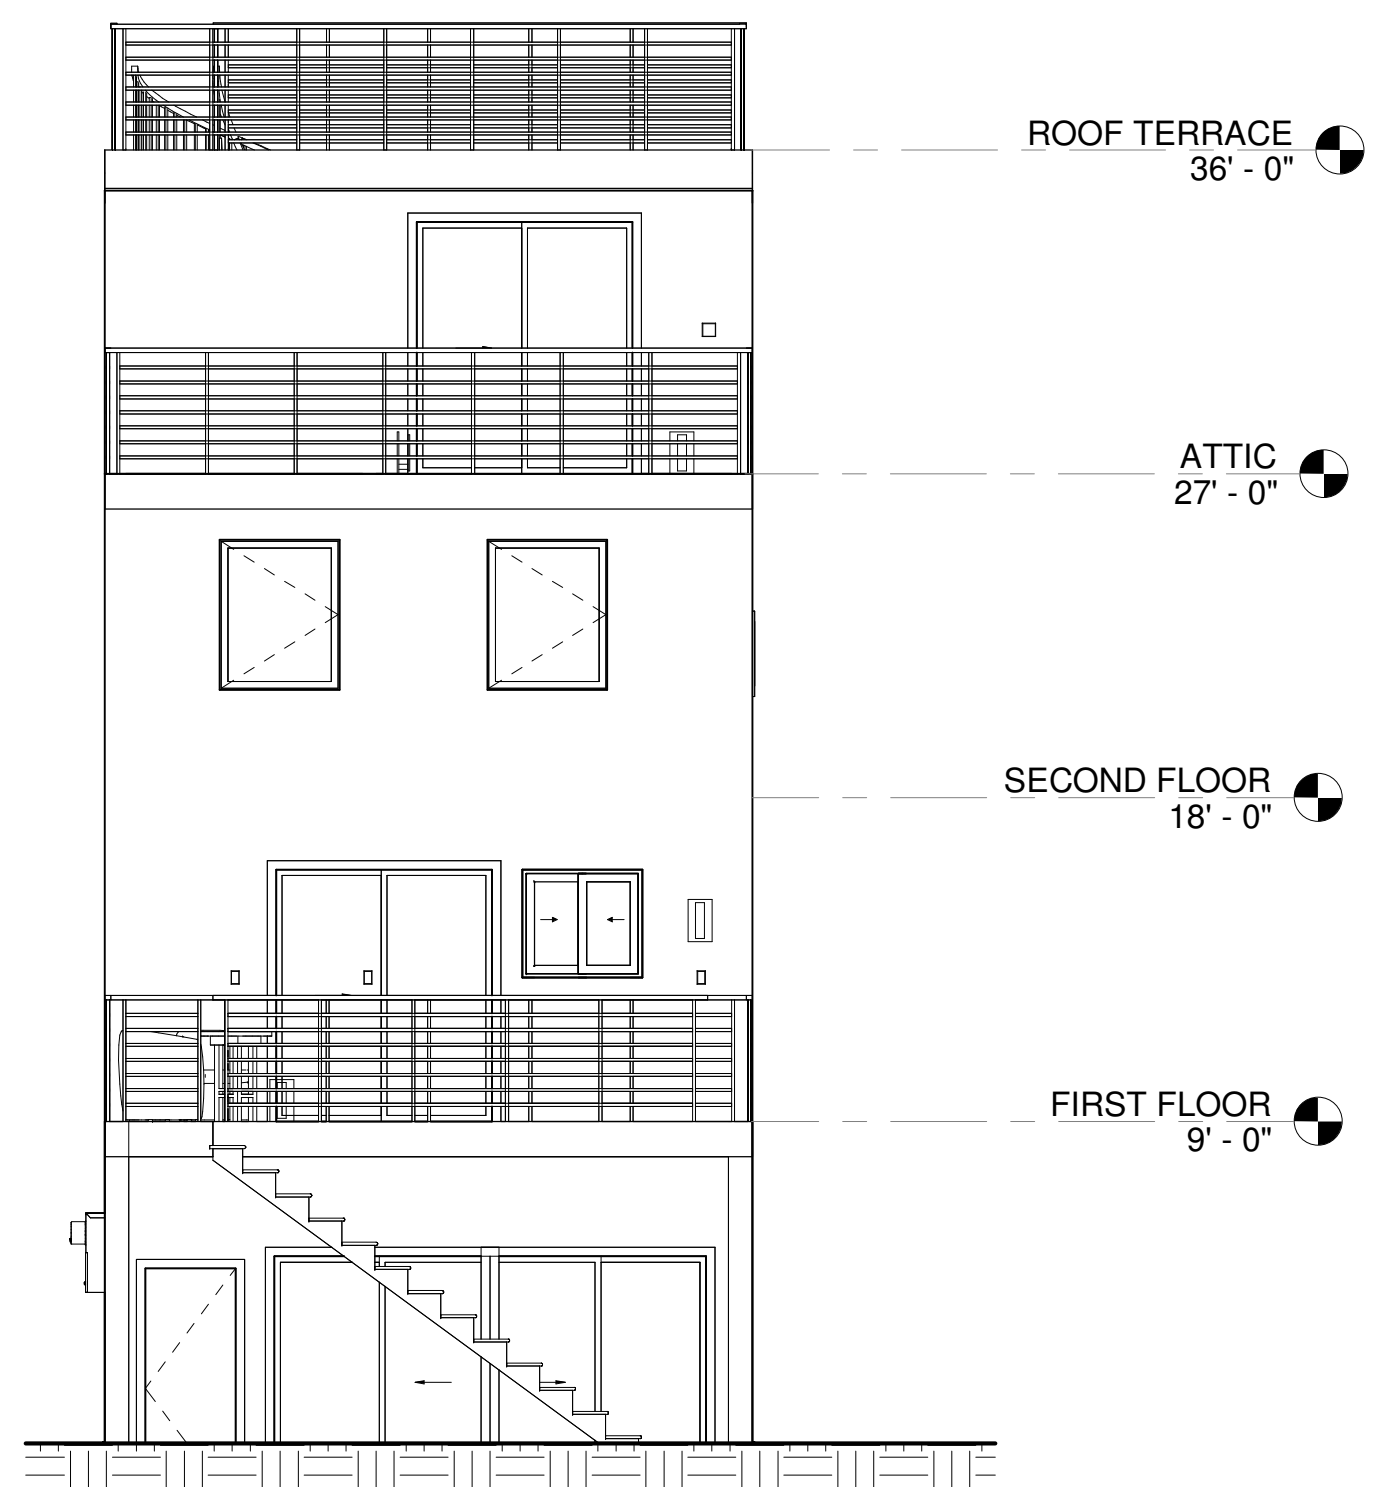 ROOF TERRACE
36' - 0"
ATTIC
27' - 0"
SECOND FLOOR
18' - 0"
FIRST FLOOR
9' - 0"